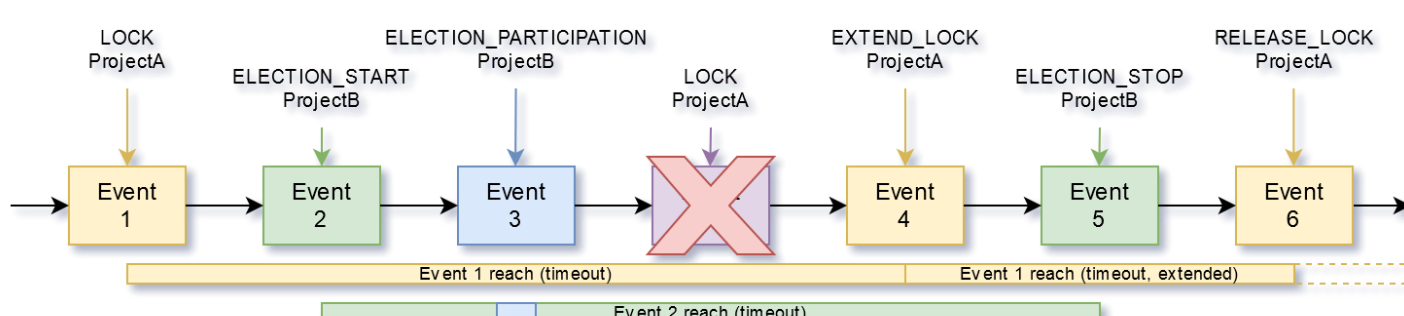 LOCK
ProjectA
ELECTION_START
ProjectB
ELECTION_PARTICIPATION
ProjectB
LOCK
ProjectA
EXTEND_LOCK
ProjectA
ELECTION_STOP
ProjectB
RELEASE_LOCK
ProjectA
Event
1
Event
2
Event
3
Event
4
Event
5
Event
6
Event 1 reach (timeout)
Event 1 reach (timeout, extended)
Event 2 reach (timeout)